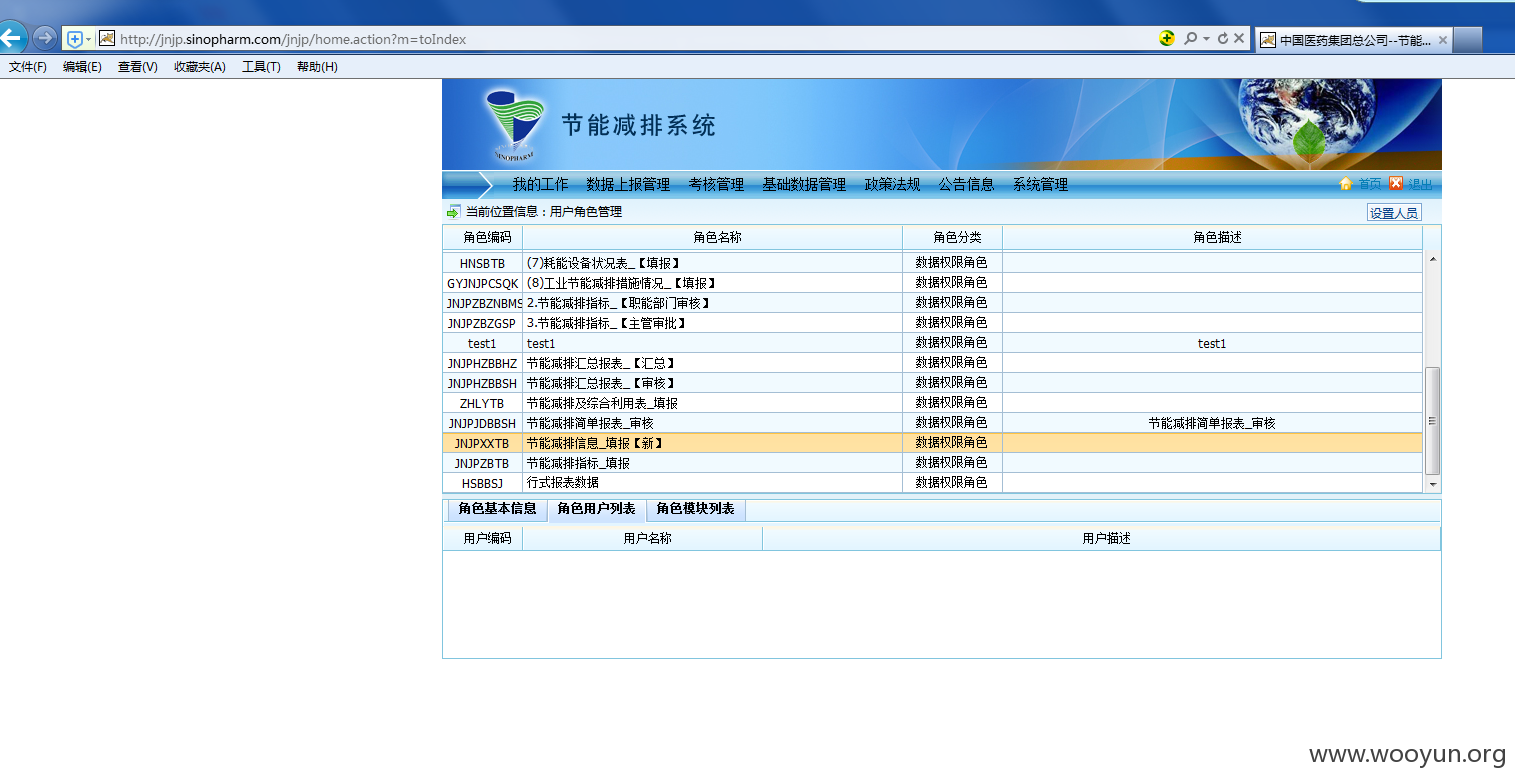 http://jnjp.sinopharm.com/jnjp/home.action?m=toIndex
中国医药集团总公司--节能...
文件(F) 编辑(E) 查看(V) 收藏夹(A) 工具(T) 帮助(H)
SINOPHARM
节能减排系统
我的工作 数据上报管理 考核管理 基础数据管理 政策法规 公告信息 系统管理 首页 退出
当前位置信息：用户角色管理 设置人员
角色编码 角色名称 角色分类 角色描述
HNSBTB (7)耗能设备状况表_【填报】 数据权限角色
GYJNJPCSQK (8)工业节能减排措施情况_【填报】 数据权限角色
JNJPZBZNBMS 2.节能减排指标_【职能部门审核】 数据权限角色
JNJPZBZGSP 3.节能减排指标_【主管审批】 数据权限角色
test1 test1 数据权限角色 test1
JNJPHZBBHZ 节能减排汇总报表_【汇总】 数据权限角色
JNJPHZBBSH 节能减排汇总报表_【审核】 数据权限角色
ZHLYTB 节能减排及综合利用表_填报 数据权限角色
JNJPJDBBSH 节能减排简单报表_审核 数据权限角色 节能减排简单报表_审核
JNJPXXTB 节能减排信息_填报【新】 数据权限角色
JNJPZBTB 节能减排指标_填报 数据权限角色
HSBBSJ 行式报表数据 数据权限角色
角色基本信息 角色用户列表 角色模块列表
用户编码 用户名称 用户描述
www.wooyun.org